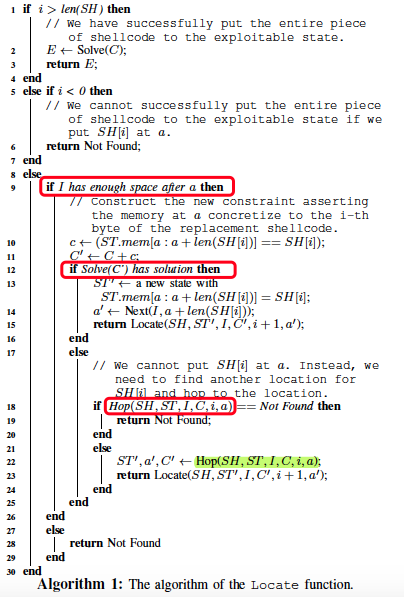 1 if i > len(SH) then
// We have successfully put the entire piece
of shellcode to the exploitable state.
2 E ← Solve(C);
3 return E;
4 end
5 else if i < 0 then
// We cannot successfully put the entire piece
of shellcode to the exploitable state if we
put SH[i] at a.
6 return Not Found;
7 end
8 else
9 if I has enough space after a then
// Construct the new constraint asserting
the memory at a concretize to the i-th
byte of the replacement shellcode.
10 c ← (ST.mem[a : a + len(SH[i])] == SH[i]);
11 C′ ← C + c;
12 if Solve(C′) has solution then
13 ST′ ← a new state with
ST.mem[a : a + len(SH[i])] = SH[i];
14 a′ ← Next(I, a + len(SH[i]));
15 return Locate(SH, ST′, I, C′, i + 1, a′);
16 end
17 else
// We cannot put SH[i] at a. Instead, we
need to find another location for
SH[i] and hop to the location.
18 if Hop(SH, ST, I, C, i, a) == Not Found then
19 return Not Found;
20 end
21 else
22 ST′, a′, C′ ← Hop(SH, ST, I, C, i, a);
23 return Locate(SH, ST′, I, C′, i + 1, a′);
24 end
25 end
26 end
27 else
28 return Not Found
29 end
30 end
Algorithm 1: The algorithm of the Locate function.